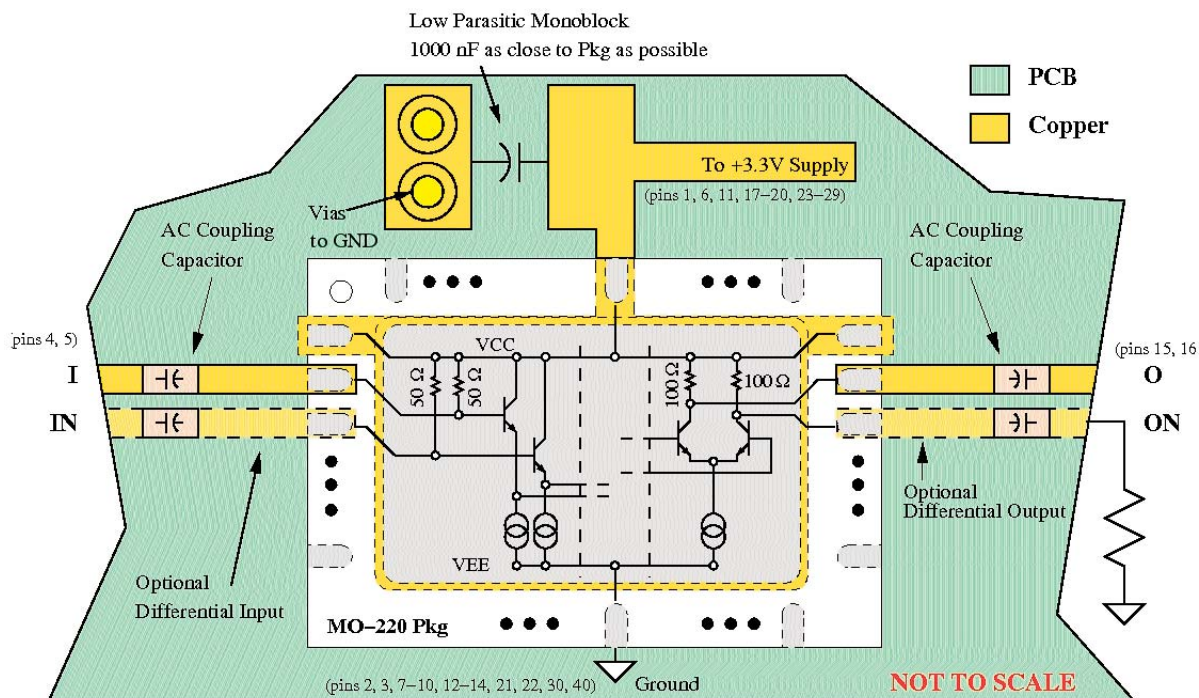 Low Parasitic Monoblock
1000 nF as close to Pkg as possible
PCB
Copper
To +3.3V Supply
(pins 1, 6, 11, 17–20, 23–29)
Vias
to GND
AC Coupling
Capacitor
AC Coupling
Capacitor
pins 4, 5)
I
IN
(pins 15, 16
O
ON
VCC
50 Ω
50 Ω
100 Ω
100 Ω
VEE
Optional
Differential Input
Optional
Differential Output
MO–220 Pkg
(pins 2, 3, 7–10, 12–14, 21, 22, 30, 40)
Ground
NOT TO SCALE